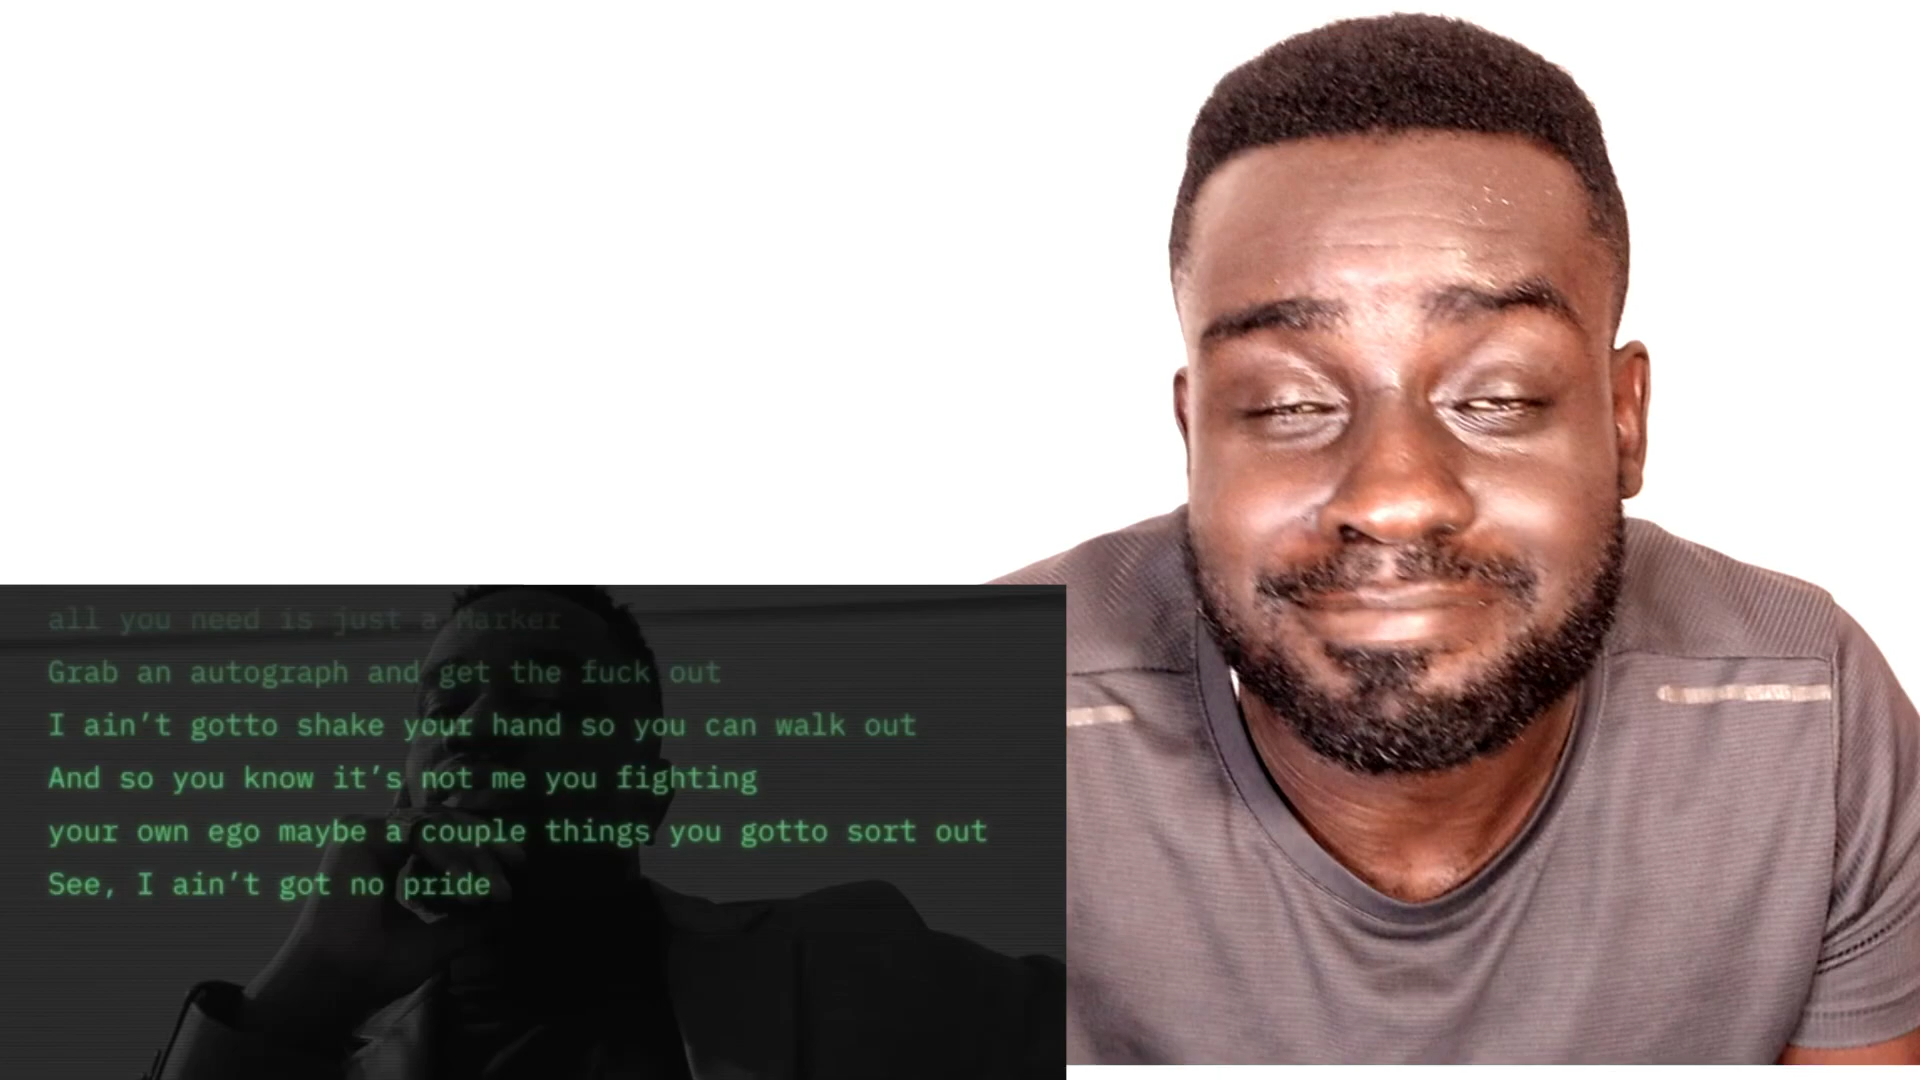 all you need is just a Marker
Grab an autograph and get the fuck out
I ain’t gotto shake your hand so you can walk out
And so you know it’s not me you fighting
your own ego maybe a couple things you gotto sort out
See, I ain’t got no pride